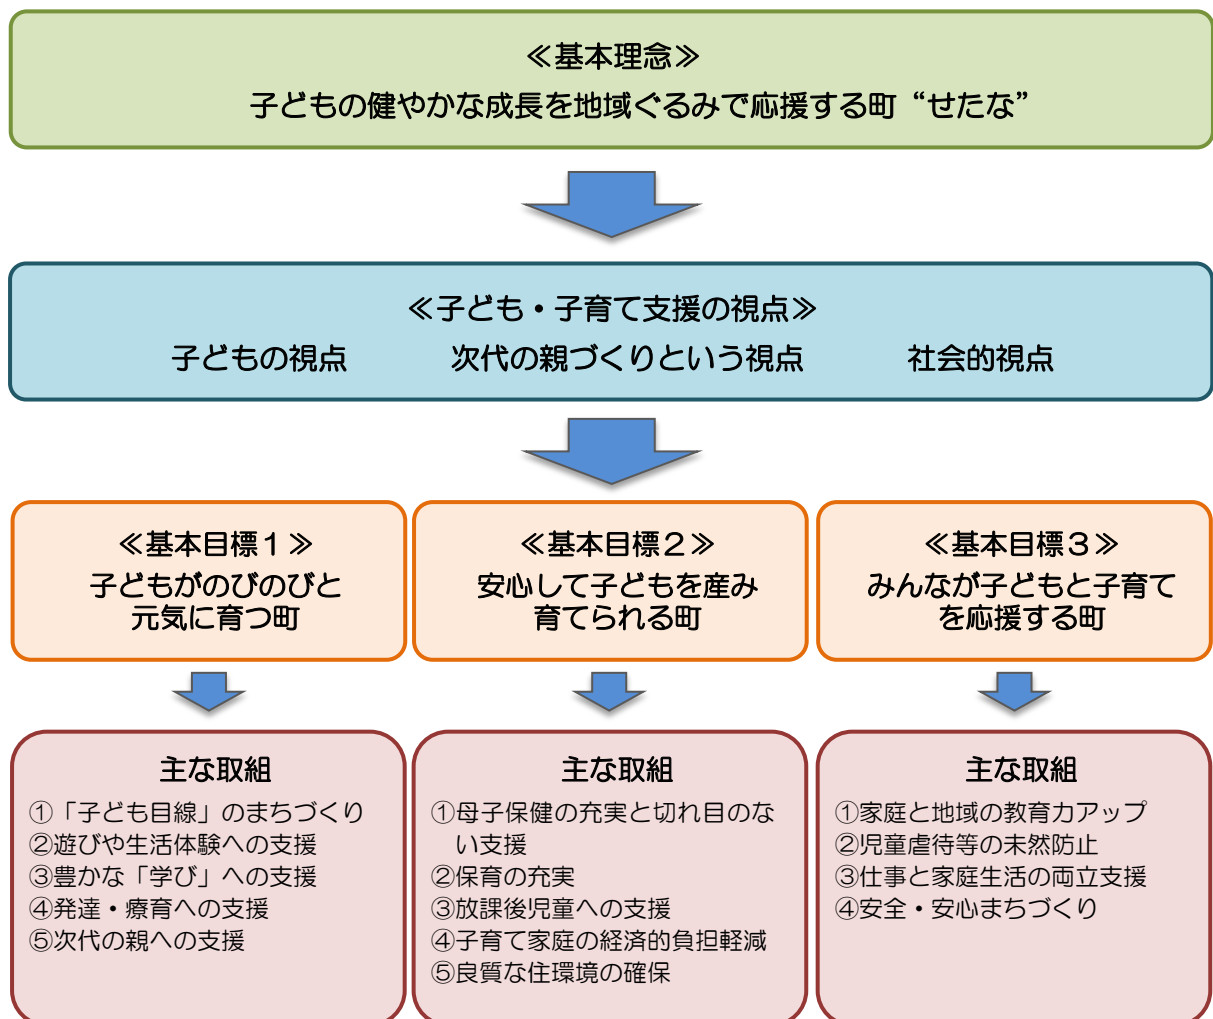 ≪基本理念≫
子どもの健やかな成長を地域ぐるみで応援する町“せたな”
≪子ども・子育て支援の視点≫
子どもの視点 次代の親づくりという視点 社会的視点
≪基本目標１≫
子どもがのびのびと
元気に育つ町
≪基本目標２≫
安心して子どもを産み
育てられる町
≪基本目標３≫
みんなが子どもと子育て
を応援する町
主な取組
①「子ども目線」のまちづくり
②遊びや生活体験への支援
③豊かな「学び」への支援
④発達・療育への支援
⑤次代の親への支援
主な取組
①母子保健の充実と切れ目のな
い支援
②保育の充実
③放課後児童への支援
④子育て家庭の経済的負担軽減
⑤良質な住環境の確保
主な取組
①家庭と地域の教育力アップ
②児童虐待等の未然防止
③仕事と家庭生活の両立支援
④安全・安心まちづくり